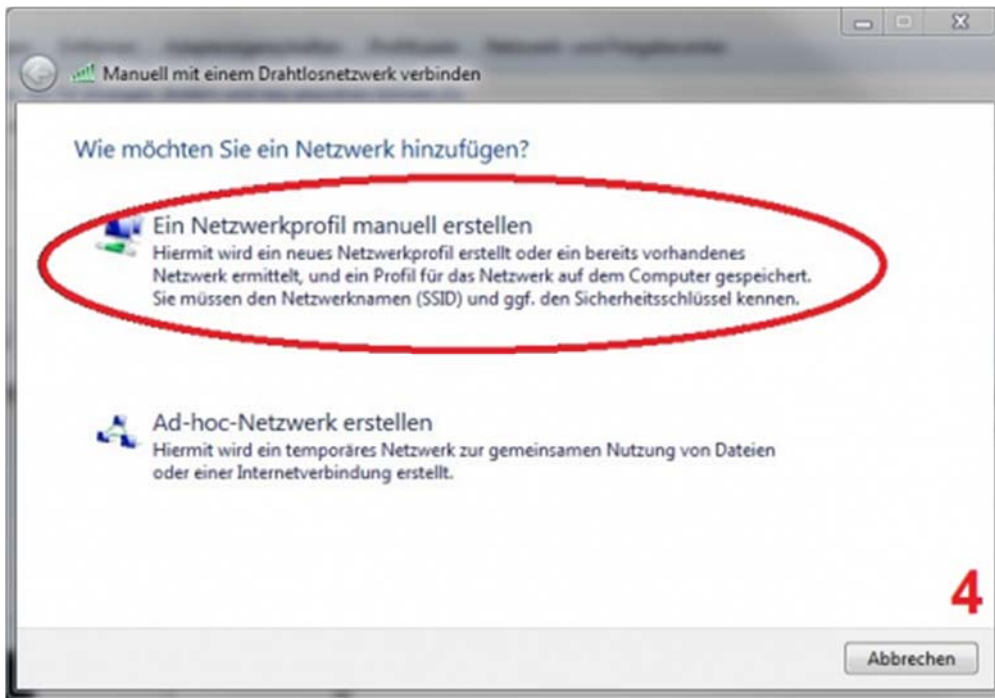 Manuell mit einem Drahtlosnetzwerk verbinden
Wie möchten Sie ein Netzwerk hinzufügen?
Ein Netzwerkprofil manuell erstellen
Hiermit wird ein neues Netzwerkprofil erstellt oder ein bereits vorhandenes
Netzwerk ermittelt, und ein Profil für das Netzwerk auf dem Computer gespeichert.
Sie müssen den Netzwerknamen (SSID) und ggf. den Sicherheitsschlüssel kennen.
Ad-hoc-Netzwerk erstellen
Hiermit wird ein temporäres Netzwerk zur gemeinsamen Nutzung von Dateien
oder einer Internetverbindung erstellt.
4
Abbrechen